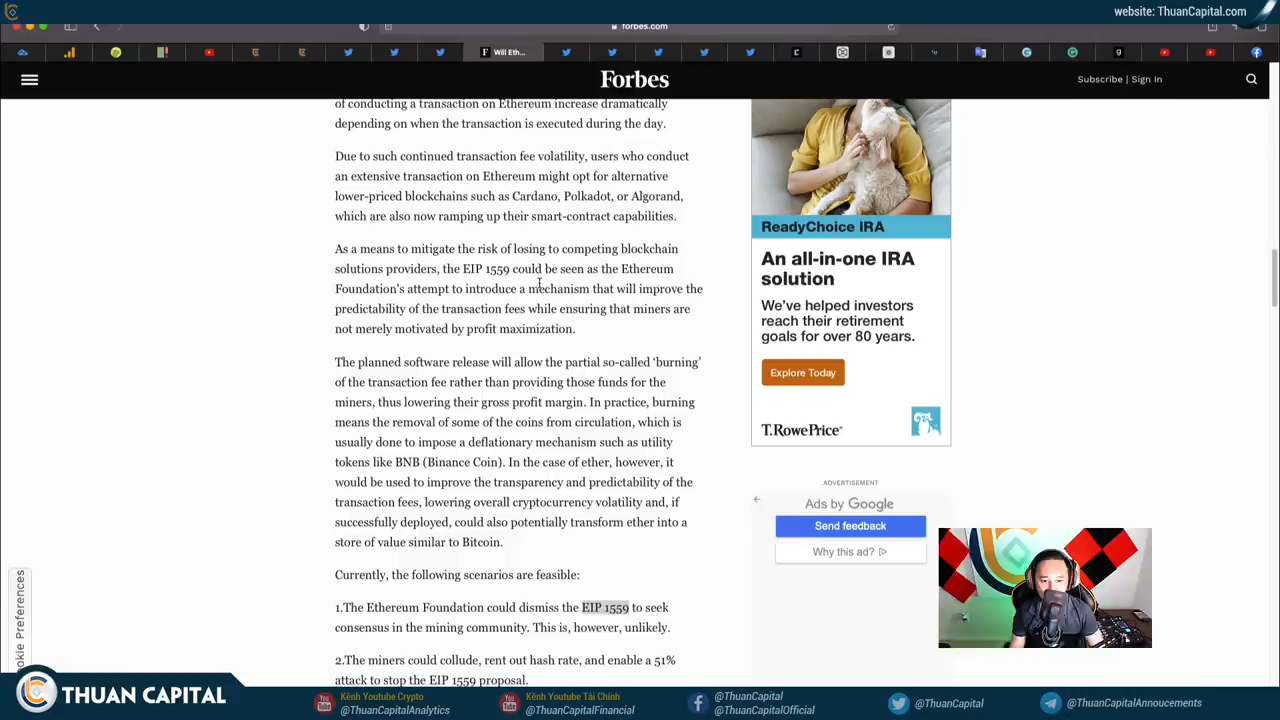 website: ThuanCapital.com
forbes.com
Will Eth...
Forbes
Subscribe | Sign In
of conducting a transaction on Ethereum increase dramatically
depending on when the transaction is executed during the day.
Due to such continued transaction fee volatility, users who conduct
an extensive transaction on Ethereum might opt for alternative
lower-priced blockchains such as Cardano, Polkadot, or Algorand,
which are also now ramping up their smart-contract capabilities.
As a means to mitigate the risk of losing to competing blockchain
solutions providers, the EIP 1559 could be seen as the Ethereum
Foundation's attempt to introduce a mechanism that will improve the
predictability of the transaction fees while ensuring that miners are
not merely motivated by profit maximization.
The planned software release will allow the partial so-called ‘burning’
of the transaction fee rather than providing those funds for the
miners, thus lowering their gross profit margin. In practice, burning
means the removal of some of the coins from circulation, which is
usually done to impose a deflationary mechanism such as utility
tokens like BNB (Binance Coin). In the case of ether, however, it
would be used to improve the transparency and predictability of the
transaction fees, lowering overall cryptocurrency volatility and, if
successfully deployed, could also potentially transform ether into a
store of value similar to Bitcoin.
Currently, the following scenarios are feasible:
1.The Ethereum Foundation could dismiss the EIP 1559 to seek
consensus in the mining community. This is, however, unlikely.
2.The miners could collude, rent out hash rate, and enable a 51%
attack to stop the EIP 1559 proposal.
ReadyChoice IRA
An all-in-one IRA
solution
We've helped investors
reach their retirement
goals for over 80 years.
Explore Today
T.RowePrice
ADVERTISEMENT
Ads by Google
Send feedback
Why this ad?
okie Preferences
THUAN CAPITAL
Kênh Youtube Crypto
@ThuanCapitalAnalytics
Kênh Youtube Tài Chính
@ThuanCapitalFinancial
@ThuanCapital
@ThuanCapitalOfficial
@ThuanCapital
@ThuanCapitalAnnoucements